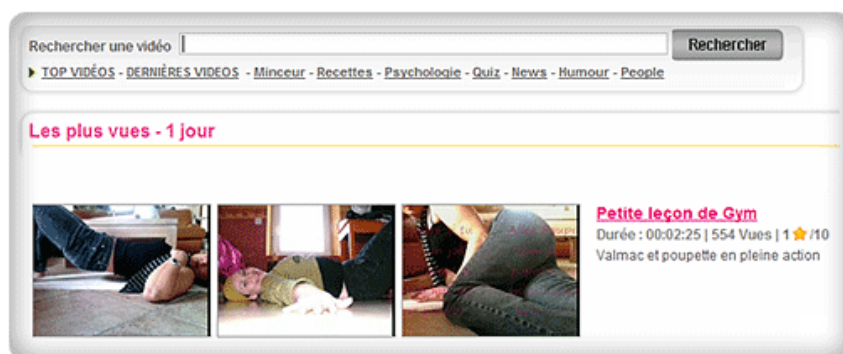 Rechercher une vidéo Rechercher
TOP VIDÉOS - DERNIÈRES VIDEOS - Minceur - Recettes - Psychologie - Quiz - News - Humour - People
Les plus vues - 1 jour
Petite leçon de Gym
Durée : 00:02:25 | 554 Vues | 1 /10
Valmac et poupette en pleine action